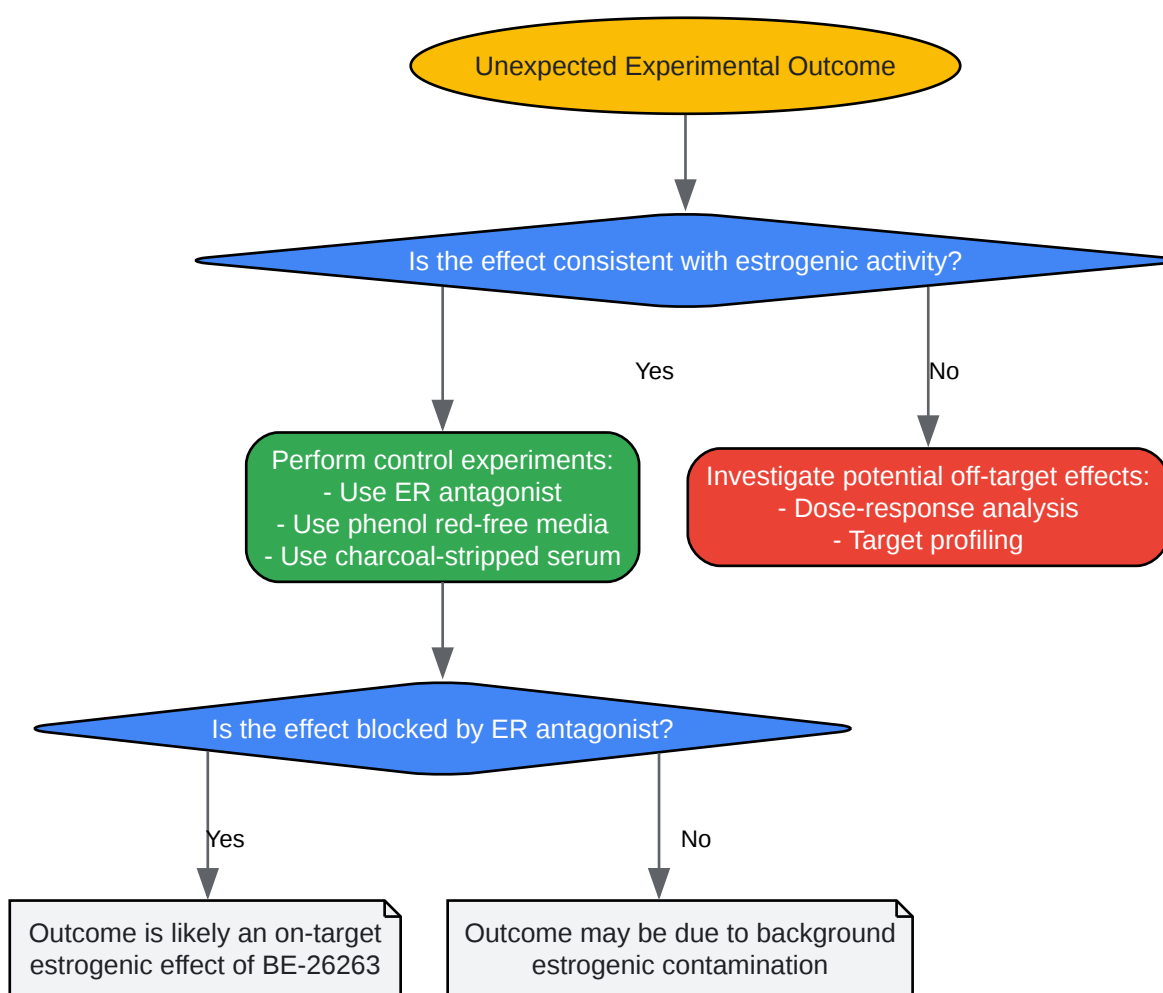 Unexpected Experimental Outcome
Is the effect consistent with estrogenic activity?
Yes
No
Perform control experiments:
- Use ER antagonist
- Use phenol red-free media
- Use charcoal-stripped serum
Investigate potential off-target effects:
- Dose-response analysis
- Target profiling
Is the effect blocked by ER antagonist?
Yes
No
Outcome is likely an on-target
estrogenic effect of BE-26263
Outcome may be due to background
estrogenic contamination